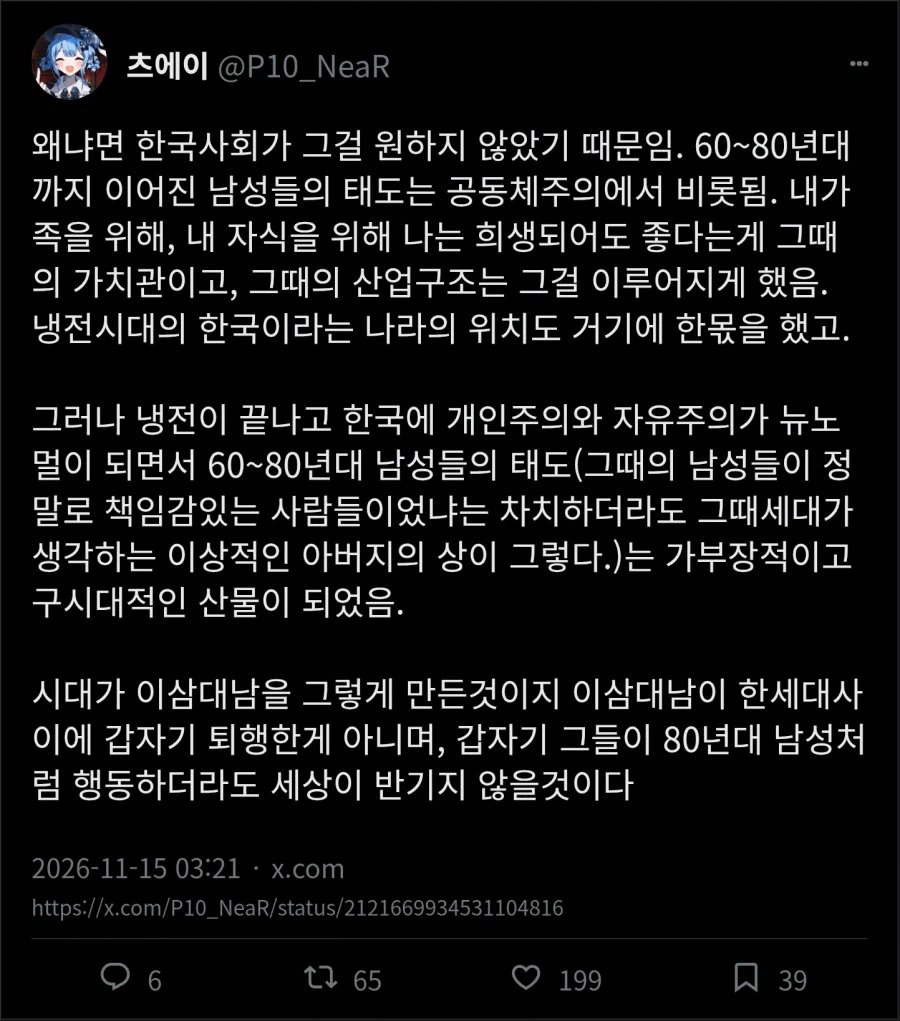 츠에이 @P10_NeaR
왜냐면 한국사회가 그걸 원하지 않았기 때문임. 60~80년대
까지 이어진 남성들의 태도는 공동체주의에서 비롯됨. 내가
족을 위해, 내 자식을 위해 나는 희생되어도 좋다는게 그때
의 가치관이고, 그때의 산업구조는 그걸 이루어지게 했음.
냉전시대의 한국이라는 나라의 위치도 거기에 한몫을 했고.
그러나 냉전이 끝나고 한국에 개인주의와 자유주의가 뉴노
멀이 되면서 60~80년대 남성들의 태도(그때의 남성들이 정
말로 책임감있는 사람들이었냐는 차치하더라도 그때세대가
생각하는 이상적인 아버지의 상이 그렇다.)는 가부장적이고
구시대적인 산물이 되었음.
시대가 이삼대남을 그렇게 만든것이지 이삼대남이 한세대사
이에 갑자기 퇴행한게 아니며, 갑자기 그들이 80년대 남성처
럼 행동하더라도 세상이 반기지 않을것이다
2026-11-15 03:21 · x.com
https://x.com/P10_NeaR/status/2121669934531104816
6 65 199 39